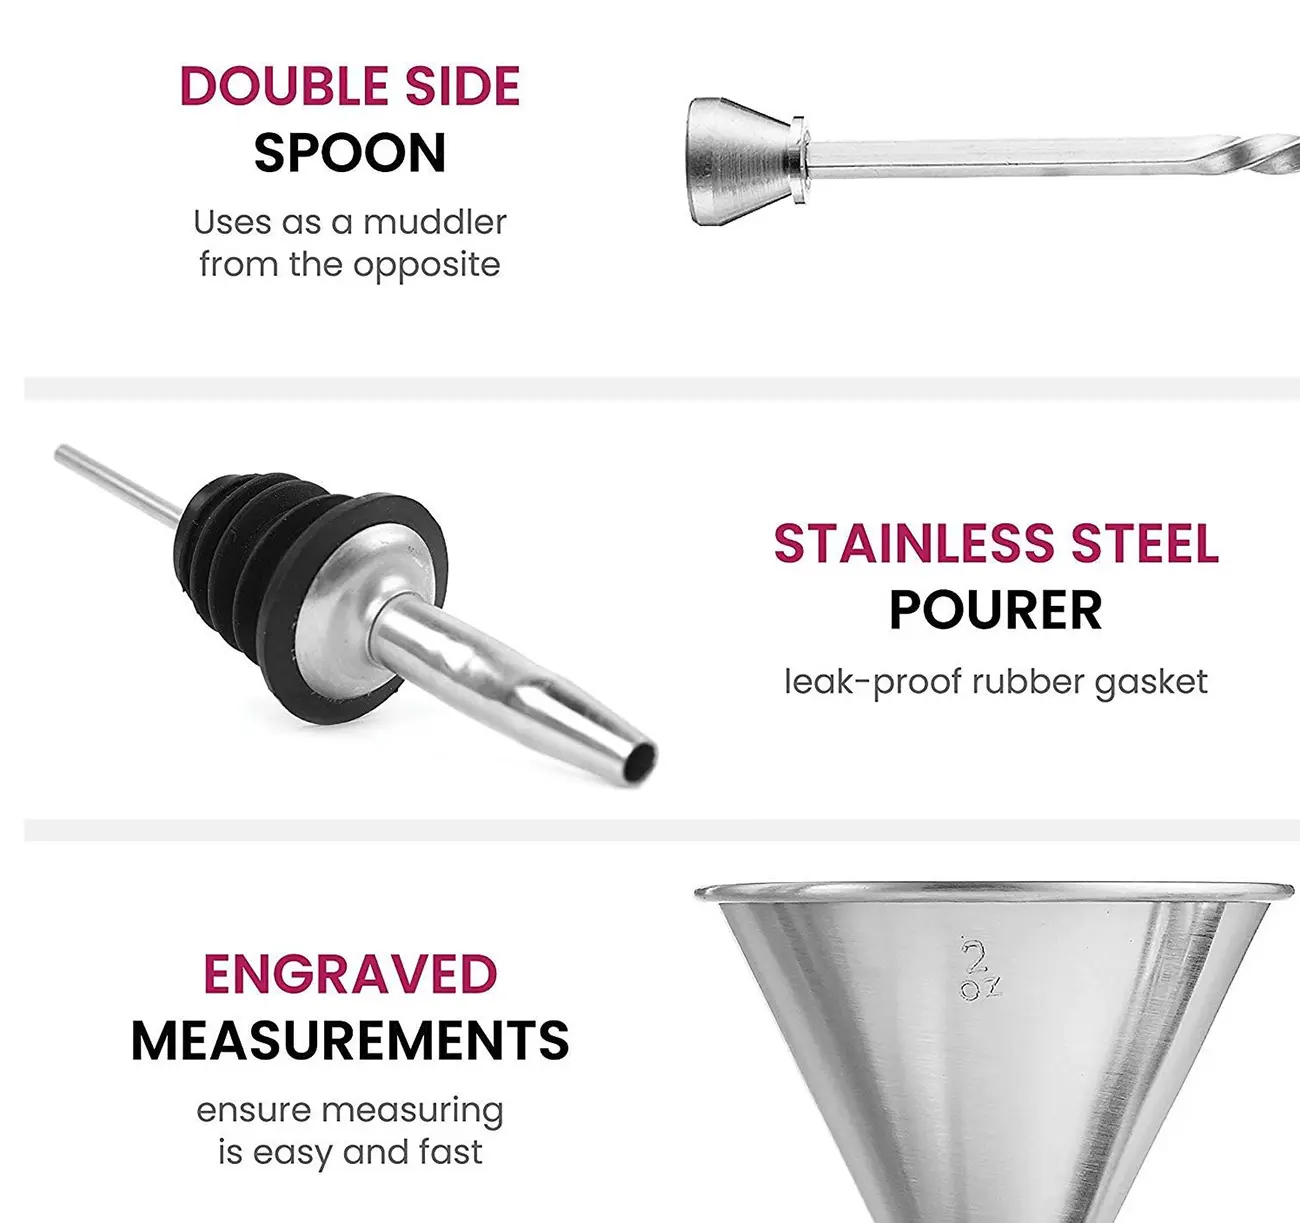 DOUBLE SIDE
SPOON
Uses as a muddler
from the opposite
STAINLESS STEEL
POURER
leak-proof rubber gasket
ENGRAVED
MEASUREMENTS
ensure measuring
is easy and fast
2
oz